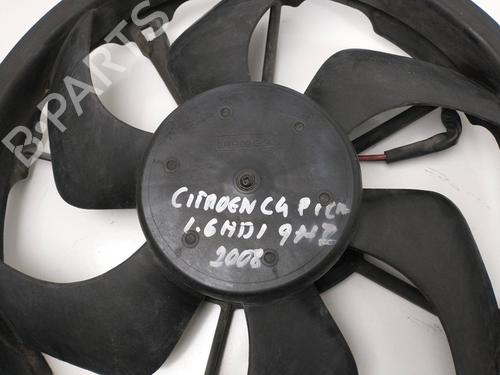 B-PARTS
CITROEN C4 PICA
1.6HDI 9HZ
2008